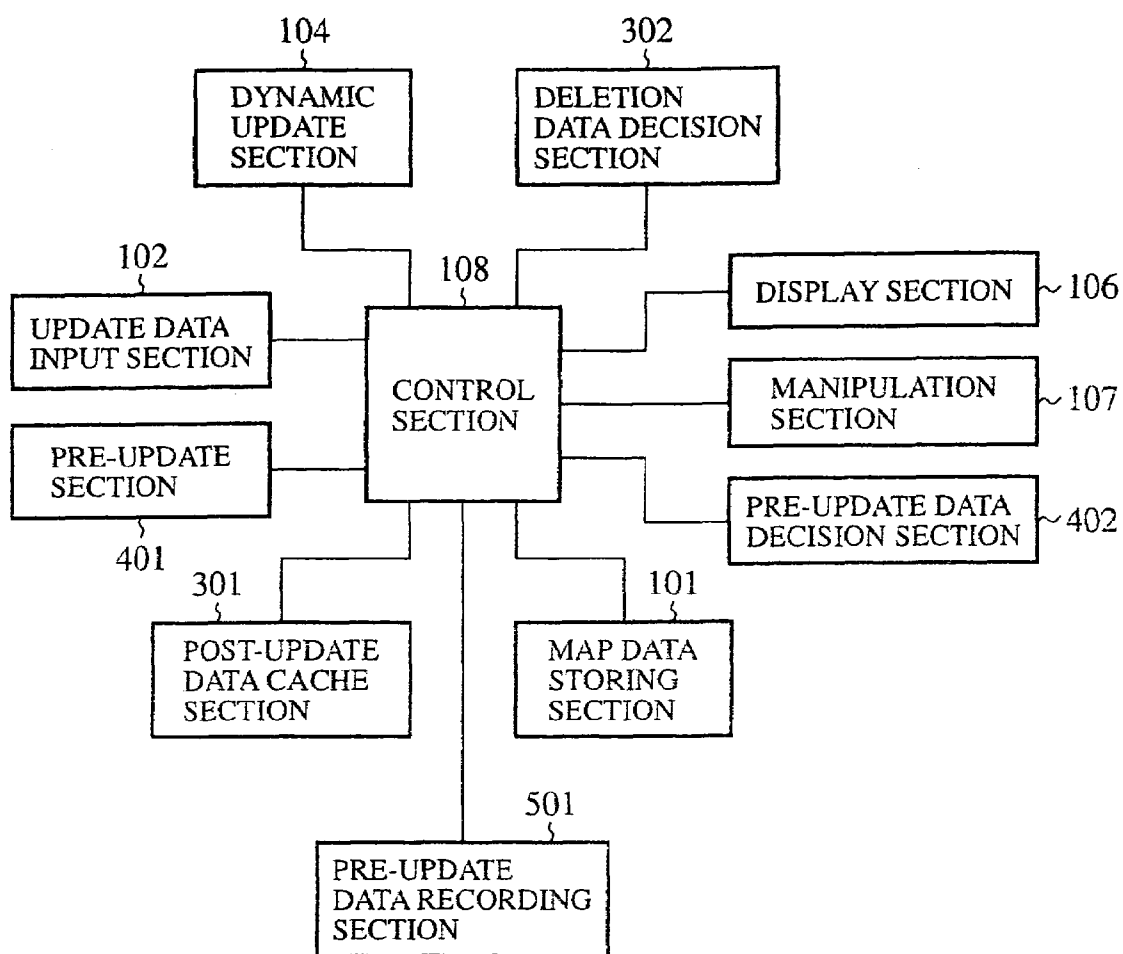 104
DYNAMIC
UPDATE
SECTION
302
DELETION
DATA DECISION
SECTION
102
UPDATE DATA
INPUT SECTION
108
CONTROL
SECTION
DISPLAY SECTION
106
MANIPULATION
SECTION
107
PRE-UPDATE
SECTION
401
PRE-UPDATE DATA
DECISION SECTION
402
301
POST-UPDATE
DATA CACHE
SECTION
101
MAP DATA
STORING
SECTION
501
PRE-UPDATE
DATA RECORDING
SECTION